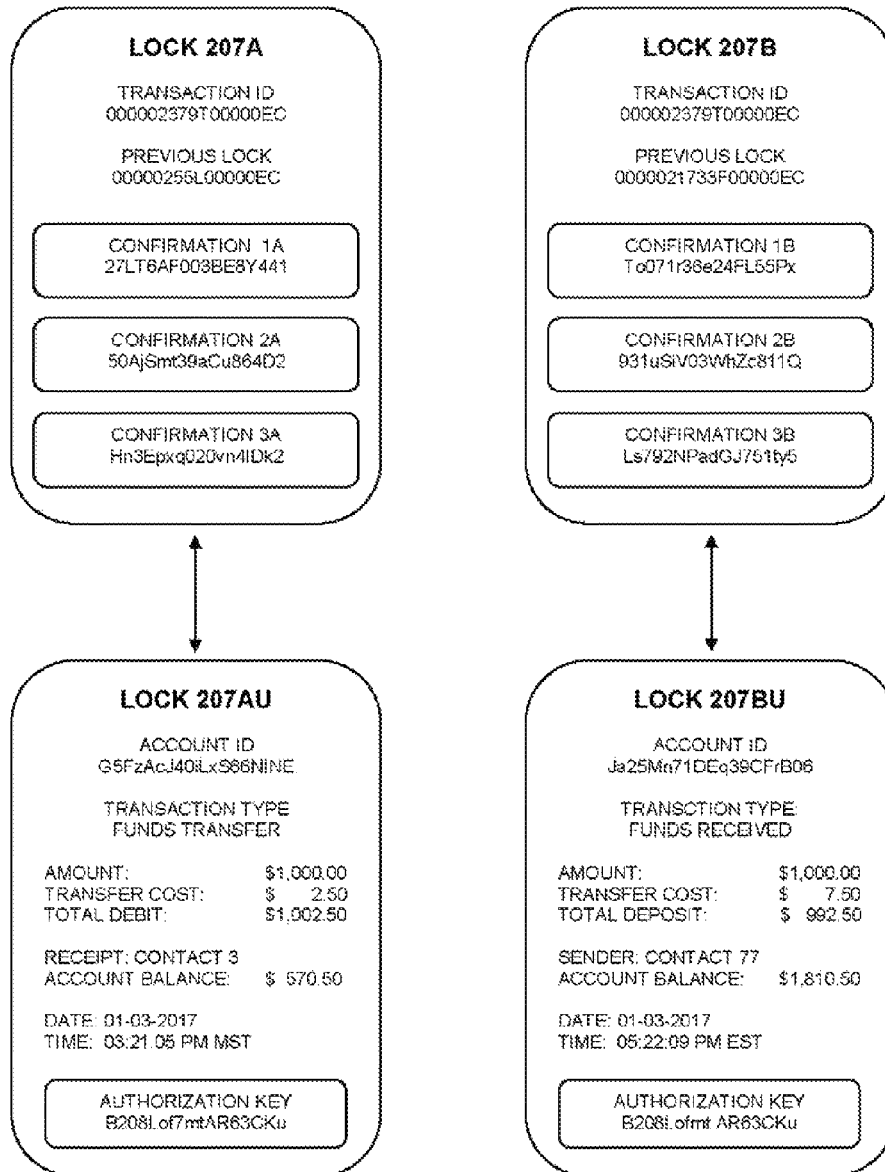 LOCK 207A
TRANSACTION ID
000002379T00000EC
PREVIOUS LOCK
00000255L00000EC
CONFIRMATION 1A
27LT6AF003BE8Y441
CONFIRMATION 2A
50AjSmt39aCu864D2
CONFIRMATION 3A
Hn3Epxq020vn4IDk2
LOCK 207B
TRANSACTION ID
000002379T00000EC
PREVIOUS LOCK
0000021733F00000EC
CONFIRMATION 1B
To071r36e24FL55Px
CONFIRMATION 2B
931uSiV03WhZc811Q
CONFIRMATION 3B
Ls792NPadGJ751ty5
LOCK 207AU
ACCOUNT ID
G5FzAcJ40iLxS66NINE
TRANSACTION TYPE
FUNDS TRANSFER
AMOUNT: $1,000.00
TRANSFER COST: $ 2.50
TOTAL DEBIT: $1,002.50
RECEIPT: CONTACT 3
ACCOUNT BALANCE: $ 570.50
DATE: 01-03-2017
TIME: 03:21:05 PM MST
AUTHORIZATION KEY
B208Lof7mtAR63CKu
LOCK 207BU
ACCOUNT ID
Ja25Mn71DEq39CFrB06
TRANSCTION TYPE:
FUNDS RECEIVED
AMOUNT: $1,000.00
TRANSFER COST: $ 7.50
TOTAL DEPOSIT: $ 992.50
SENDER: CONTACT 77
ACCOUNT BALANCE: $1,810.50
DATE: 01-03-2017
TIME: 05:22:09 PM EST
AUTHORIZATION KEY
B208Lofmt AR63CKu